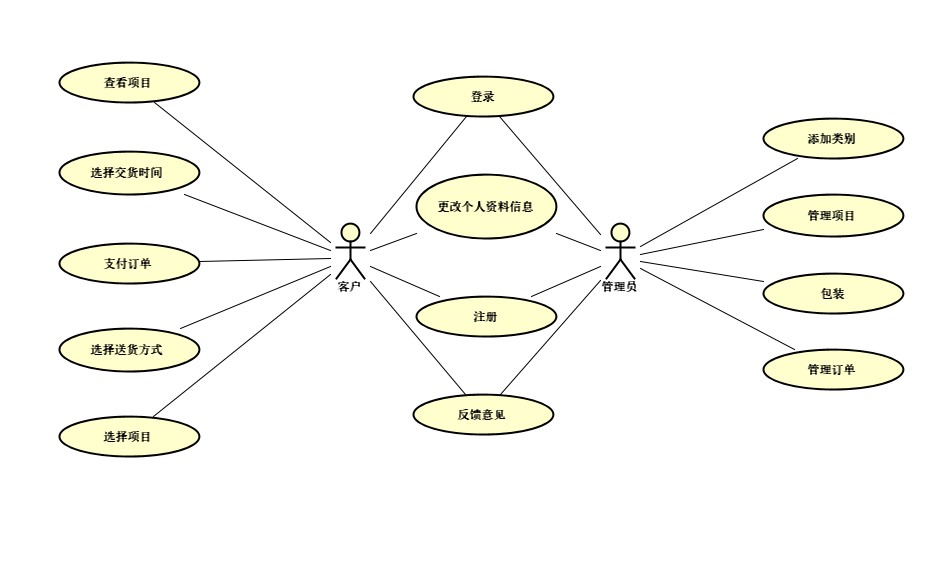 查看项目
选择交货时间
支付订单
选择送货方式
选择项目
客户
登录
更改个人资料信息
注册
反馈意见
管理员
添加类别
管理项目
包装
管理订单